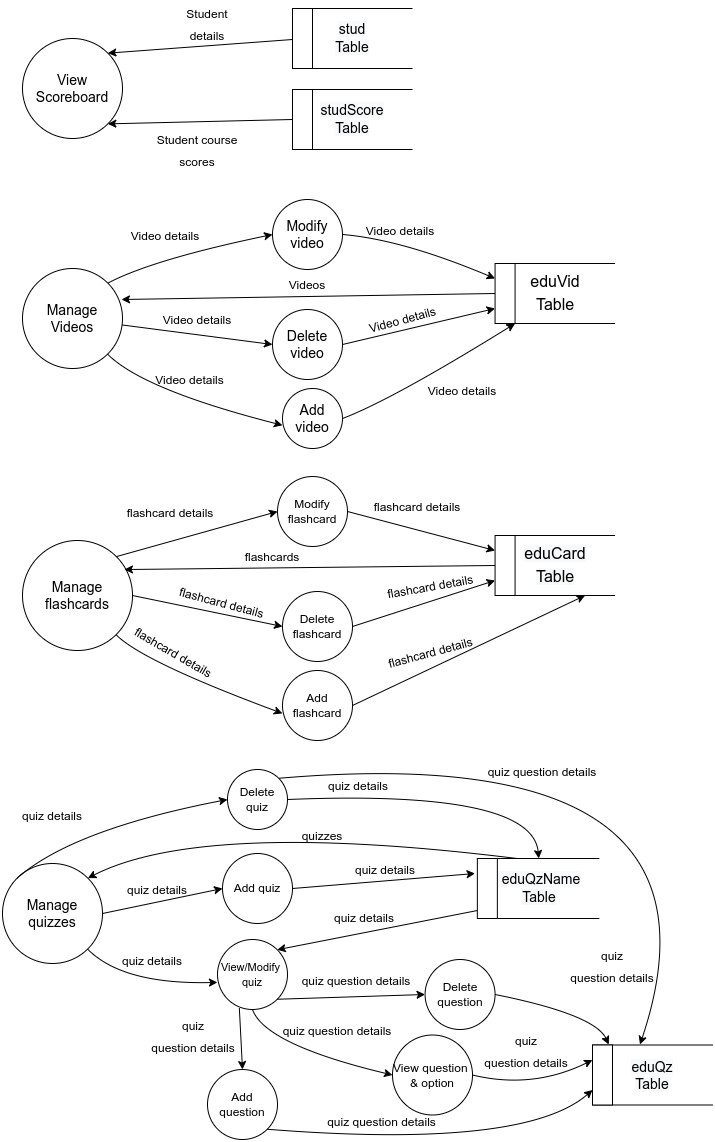 Student
details
stud
Table
View
Scoreboard
studScore
Table
Student course
scores
Modify
video
Video details
Video details
eduVid
Table
Videos
Manage
Videos
Video details
Delete
video
Video details
Video details
Add
video
Video details
Modify
flashcard
flashcard details
flashcard details
eduCard
Table
flashcards
Manage
flashcards
flashcard details
Delete
flashcard
flashcard details
flashcard details
Add
flashcard
flashcard details
quiz question details
Delete
quiz
quiz details
quiz details
quizzes
Manage
quizzes
quiz details
Add quiz
quiz details
eduQzName
Table
quiz details
quiz details
View/Modify
quiz
quiz question details
Delete
question
quiz
question details
quiz
question details
quiz question details
View question
& option
quiz
question details
eduQz
Table
Add
question
quiz question details